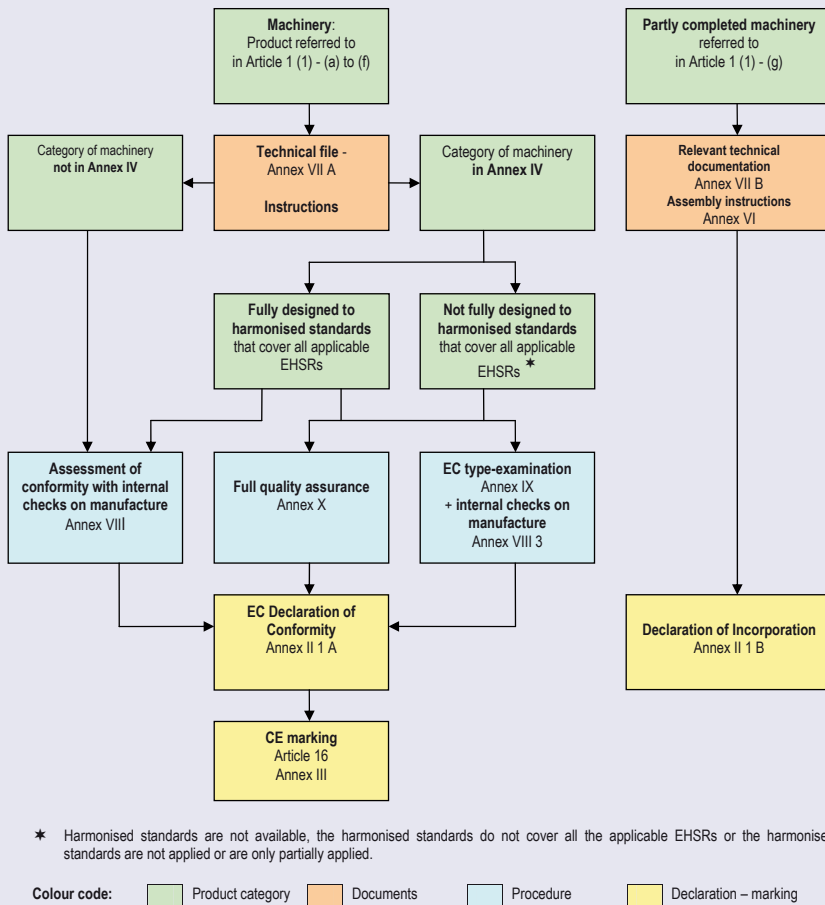 Machinery:
Product referred to
in Article 1 (1) - (a) to (f)
Partly completed machinery
referred to
in Article 1 (1) - (g)
Category of machinery
not in Annex IV
Technical file -
Annex VII A
Instructions
Category of machinery
in Annex IV
Relevant technical
documentation
Annex VII B
Assembly instructions
Annex VI
Fully designed to
harmonised standards
that cover all applicable
EHSRs
Not fully designed to
harmonised standards
that cover all applicable
EHSRs ✶
Assessment of
conformity with internal
checks on manufacture
Annex VIII
Full quality assurance
Annex X
EC type-examination
Annex IX
+ internal checks on
manufacture
Annex VIII 3
EC Declaration of
Conformity
Annex II 1 A
Declaration of Incorporation
Annex II 1 B
CE marking
Article 16
Annex III
✶ Harmonised standards are not available, the harmonised standards do not cover all the applicable EHSRs or the harmonise
standards are not applied or are only partially applied.
Colour code: Product category Documents Procedure Declaration – marking